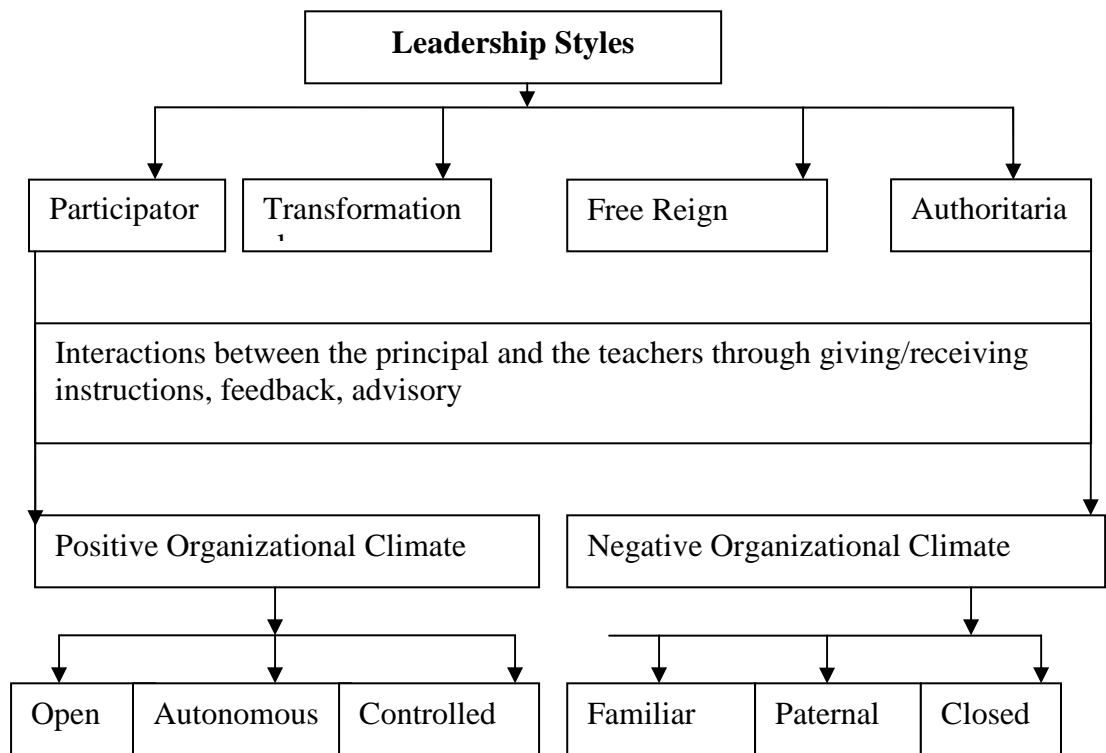 Leadership Styles
Participator
Transformation
Free Reign
Authoritaria
Interactions between the principal and the teachers through giving/receiving
instructions, feedback, advisory
Positive Organizational Climate
Negative Organizational Climate
Open
Autonomous
Controlled
Familiar
Paternal
Closed